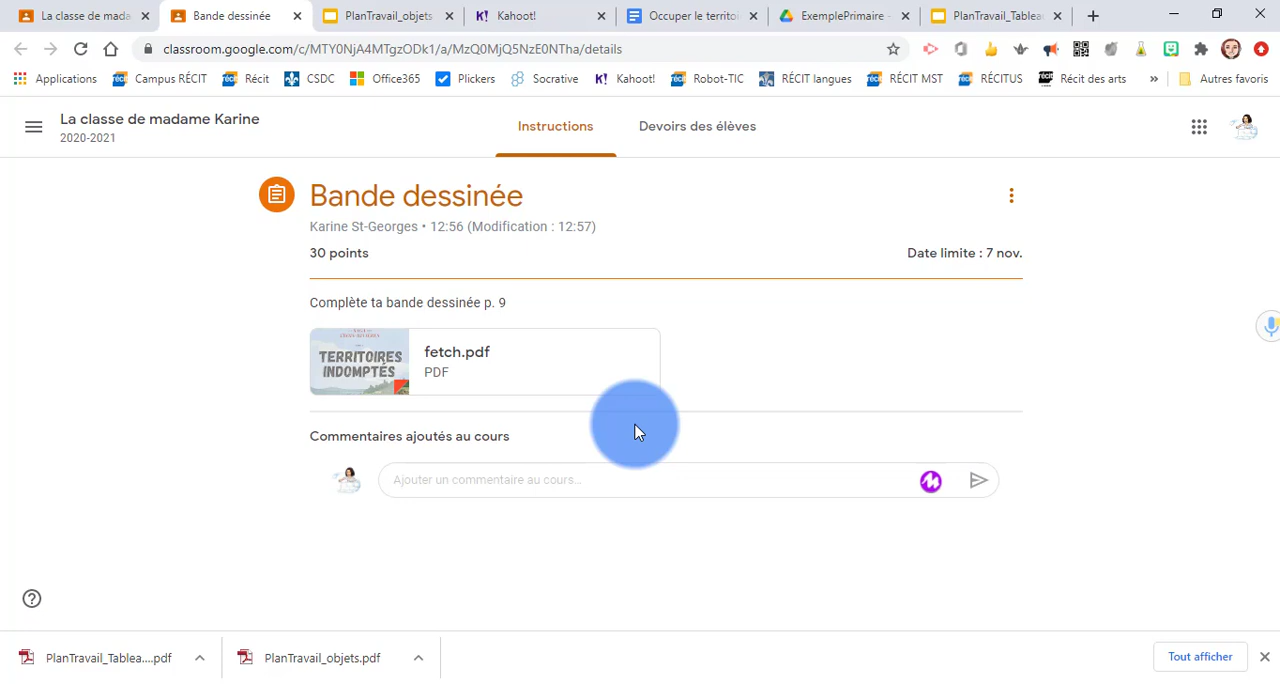 La classe de mada
Bande dessinée
PlanTravail_objets
Kahoot!
Occuper le territo
ExemplePrimaire -
PlanTravail_Tablea
classroom.google.com/c/MTY0NjA4MTgzODk1/a/MzQ0MjQ5NzE0NTha/details
Applications
Campus RÉCIT
Récit
CSDC
Office365
Plickers
Socrative
Kahoot!
Robot-TIC
RÉCIT langues
RÉCIT MST
RÉCITUS
Récit des arts
»
Autres favoris
La classe de madame Karine
2020-2021
Instructions
Devoirs des élèves
Bande dessinée
Karine St-Georges • 12:56 (Modification : 12:57)
30 points
Date limite : 7 nov.
Complète ta bande dessinée p. 9
TERRITOIRES
INDOMPTÉS
fetch.pdf
PDF
Commentaires ajoutés au cours
Ajouter un commentaire au cours...
PlanTravail_Tablea....pdf
PlanTravail_objets.pdf
Tout afficher